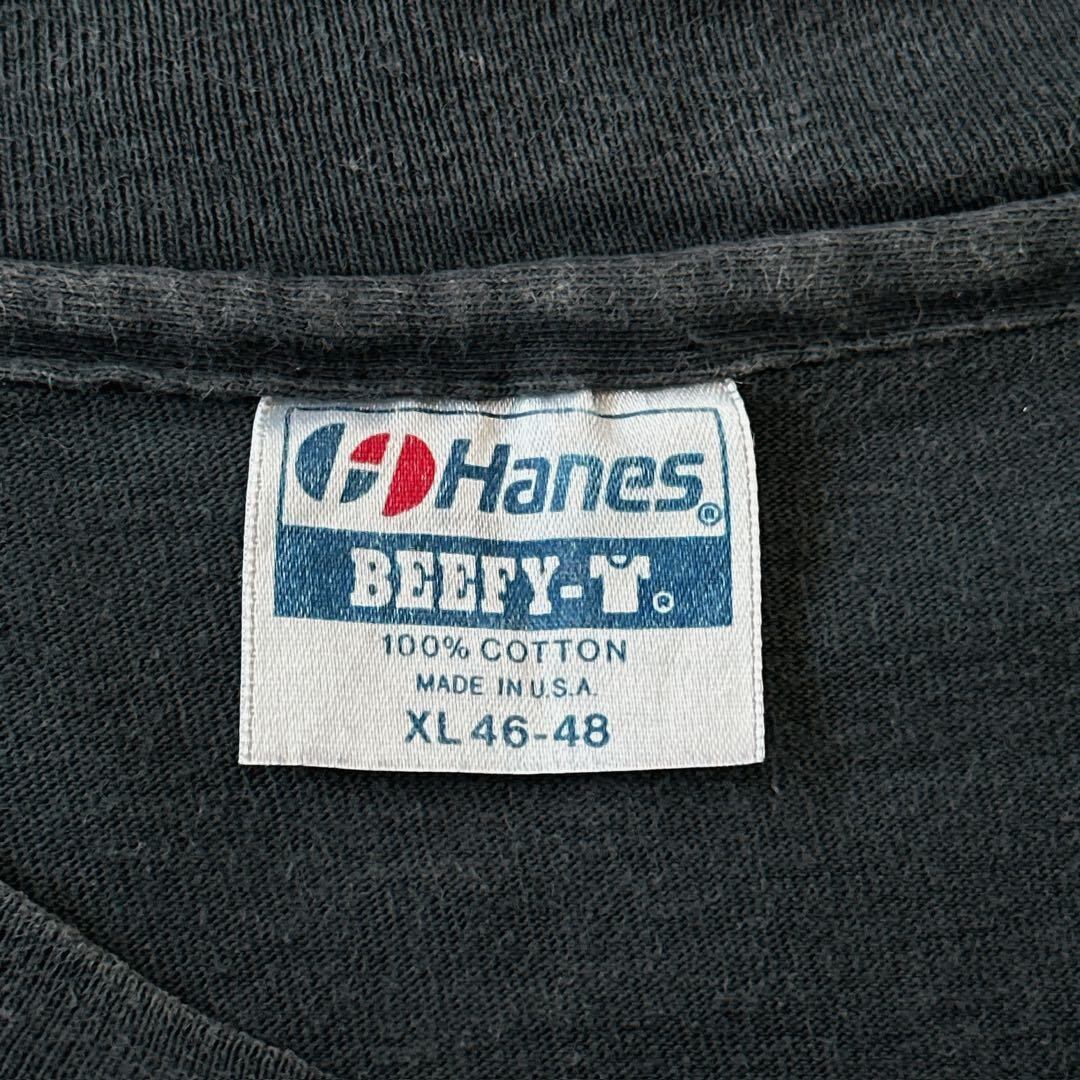 Hanes®
BEEFY-T®
100% COTTON
MADE IN U.S.A.
XL 46-48